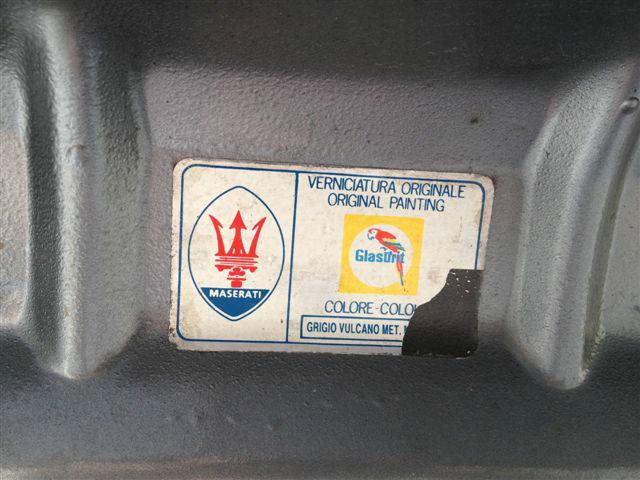 MASERATI
VERNICIATURA ORIGINALE
ORIGINAL PAINTING
Glasurit
COLORE-COLO
GRIGIO VULCANO MET.